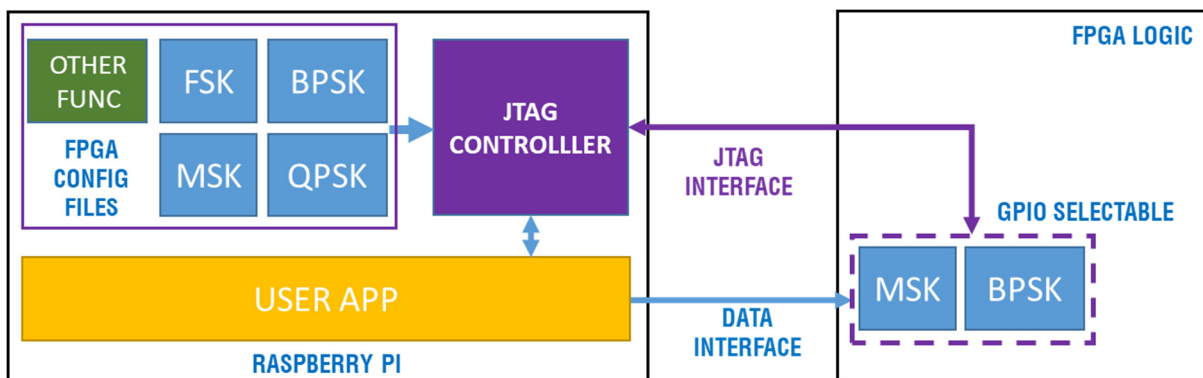 OTHER
FUNC
FSK
BPSK
FPGA
CONFIG
FILES
MSK
QPSK
JTAG
CONTROLLLER
USER APP
RASPBERRY PI
JTAG
INTERFACE
DATA
INTERFACE
FPGA LOGIC
GPIO SELECTABLE
MSK
BPSK